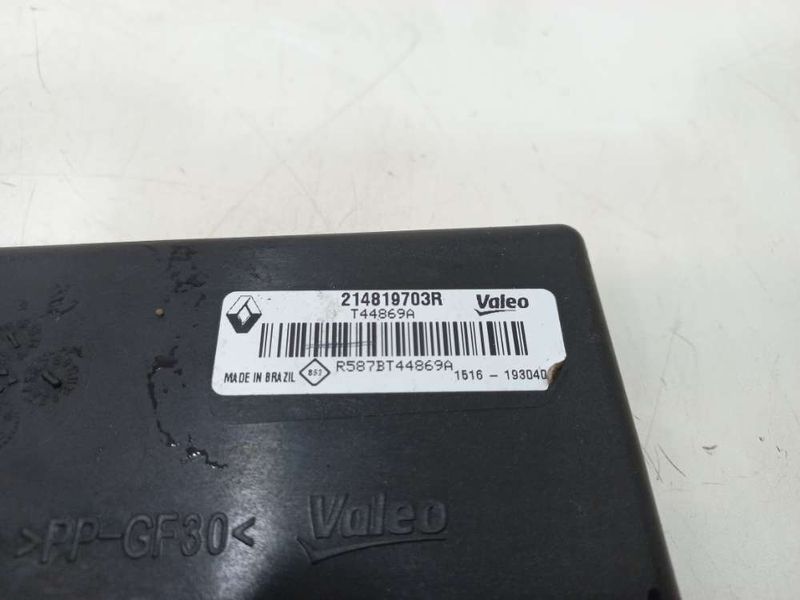 214819703R Valeo
T44869A
MADE IN BRAZIL R587BT44869A 1516 - 193040
>PP-GF30< Valeo